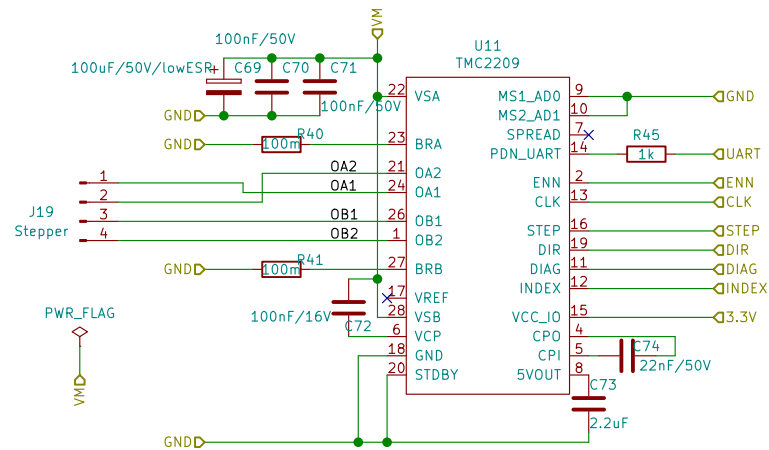 VM
100nF/50V
U11
TMC2209
100uF/50V/lowESR
+
C69
C70
C71
100nF/50V
GND
22
VSA
MS1_AD0
9
GND
MS2_AD1
10
SPREAD
7
R45
GND
R40
100m
23
BRA
PDN_UART
14
1k
UART
OA2
21
OA2
1
OA1
24
OA1
ENN
2
ENN
2
CLK
13
CLK
J19
Stepper
3
OB1
26
OB1
STEP
16
STEP
4
OB2
1
OB2
DIR
19
DIR
GND
R41
100m
27
BRB
DIAG
11
DIAG
INDEX
12
INDEX
17
VREF
PWR_FLAG
100nF/16V
C72
28
VSB
VCC_IO
15
3.3V
6
VCP
CPO
4
C74
18
GND
CPI
5
22nF/50V
20
STDBY
5VOUT
8
C73
2.2uF
VM
GND